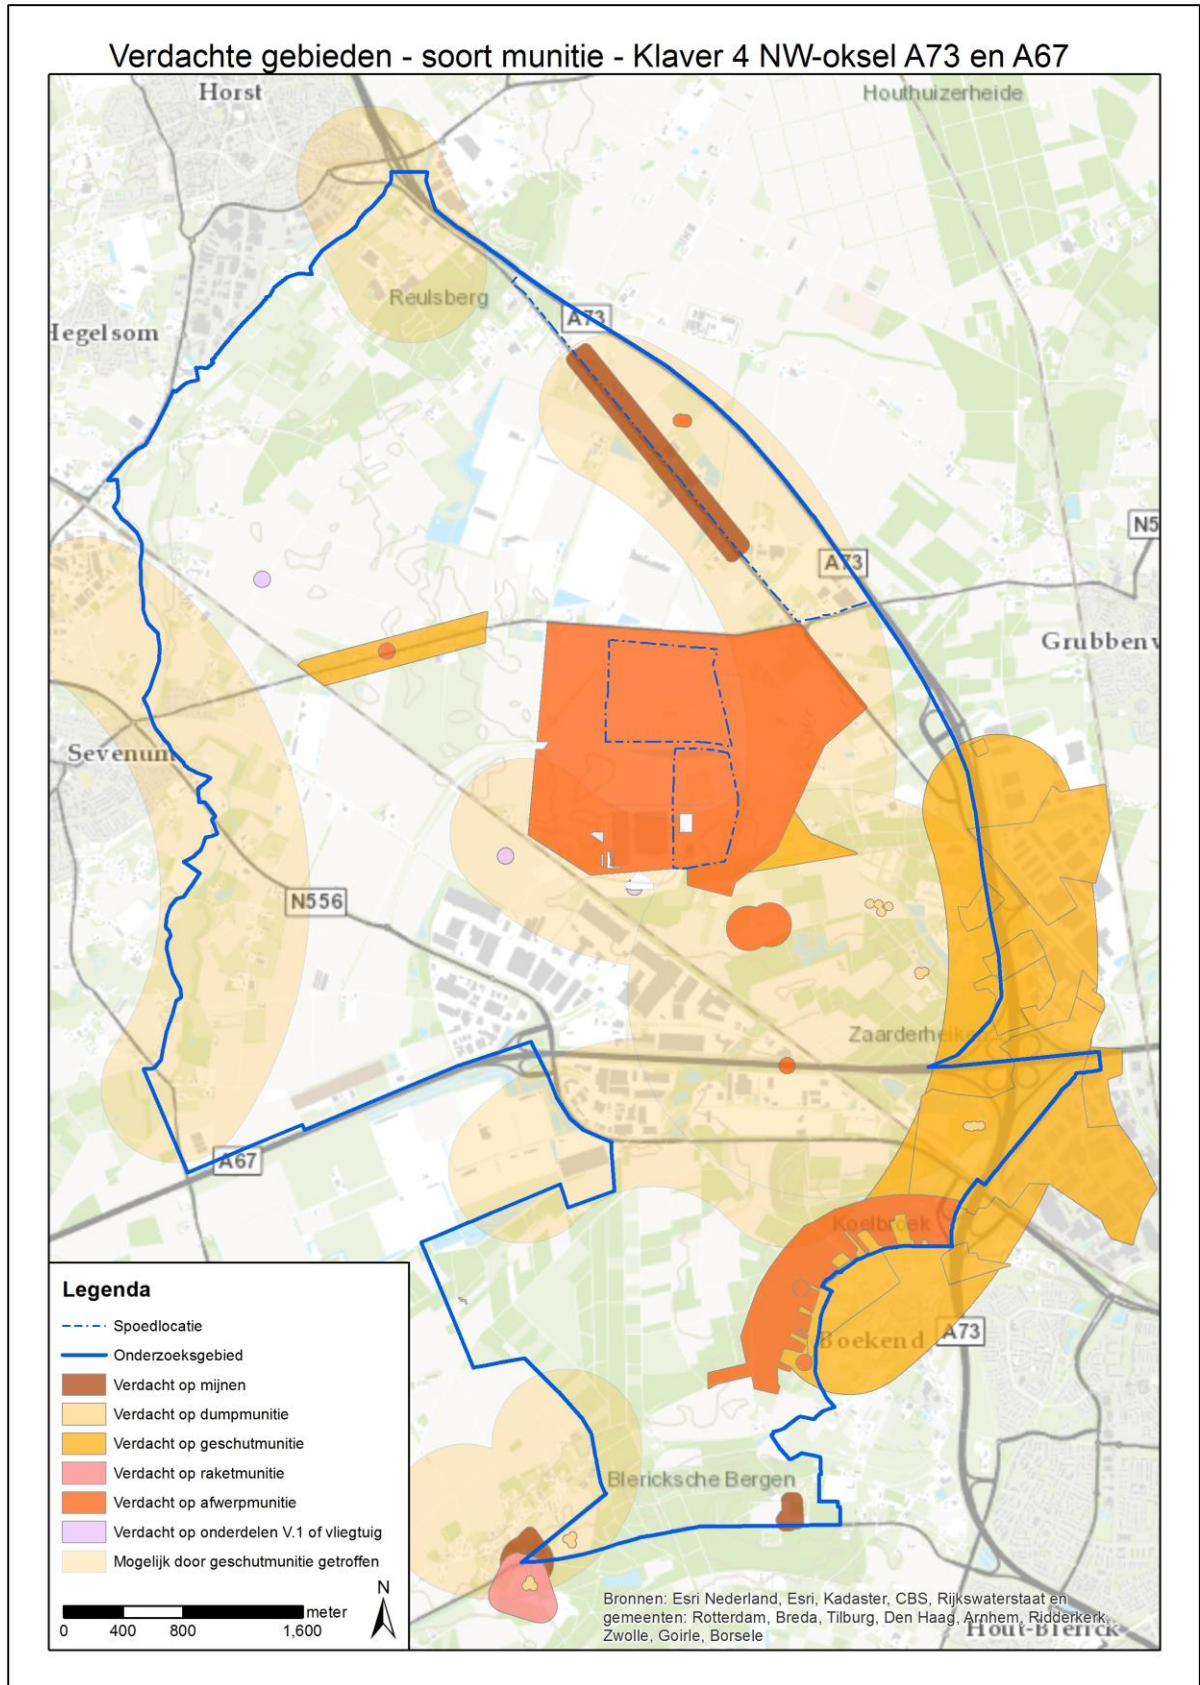 Verdachte gebieden - soort munitie - Klaver 4 NW-oksel A73 en A67
Horst
Houthuizerheide
Reulsberg
Hegelsom
A73
N5
A73
Grubbenv
Sevenum
N556
Zaarderheiken
A67
Koelbroek
Boekend
A73
Blericksche Bergen
Hout-Blerick
Legenda
Spoedlocatie
Onderzoeksgebied
Verdacht op mijnen
Verdacht op dumpmunitie
Verdacht op geschutmunitie
Verdacht op raketmunitie
Verdacht op afwerpmunitie
Verdacht op onderdelen V.1 of vliegtuig
Mogelijk door geschutmunitie getroffen
N
meter
0 400 800 1,600
Bronnen: Esri Nederland, Esri, Kadaster, CBS, Rijkswaterstaat en
gemeenten: Rotterdam, Breda, Tilburg, Den Haag, Arnhem, Ridderkerk,
Zwolle, Goirle, Borsele